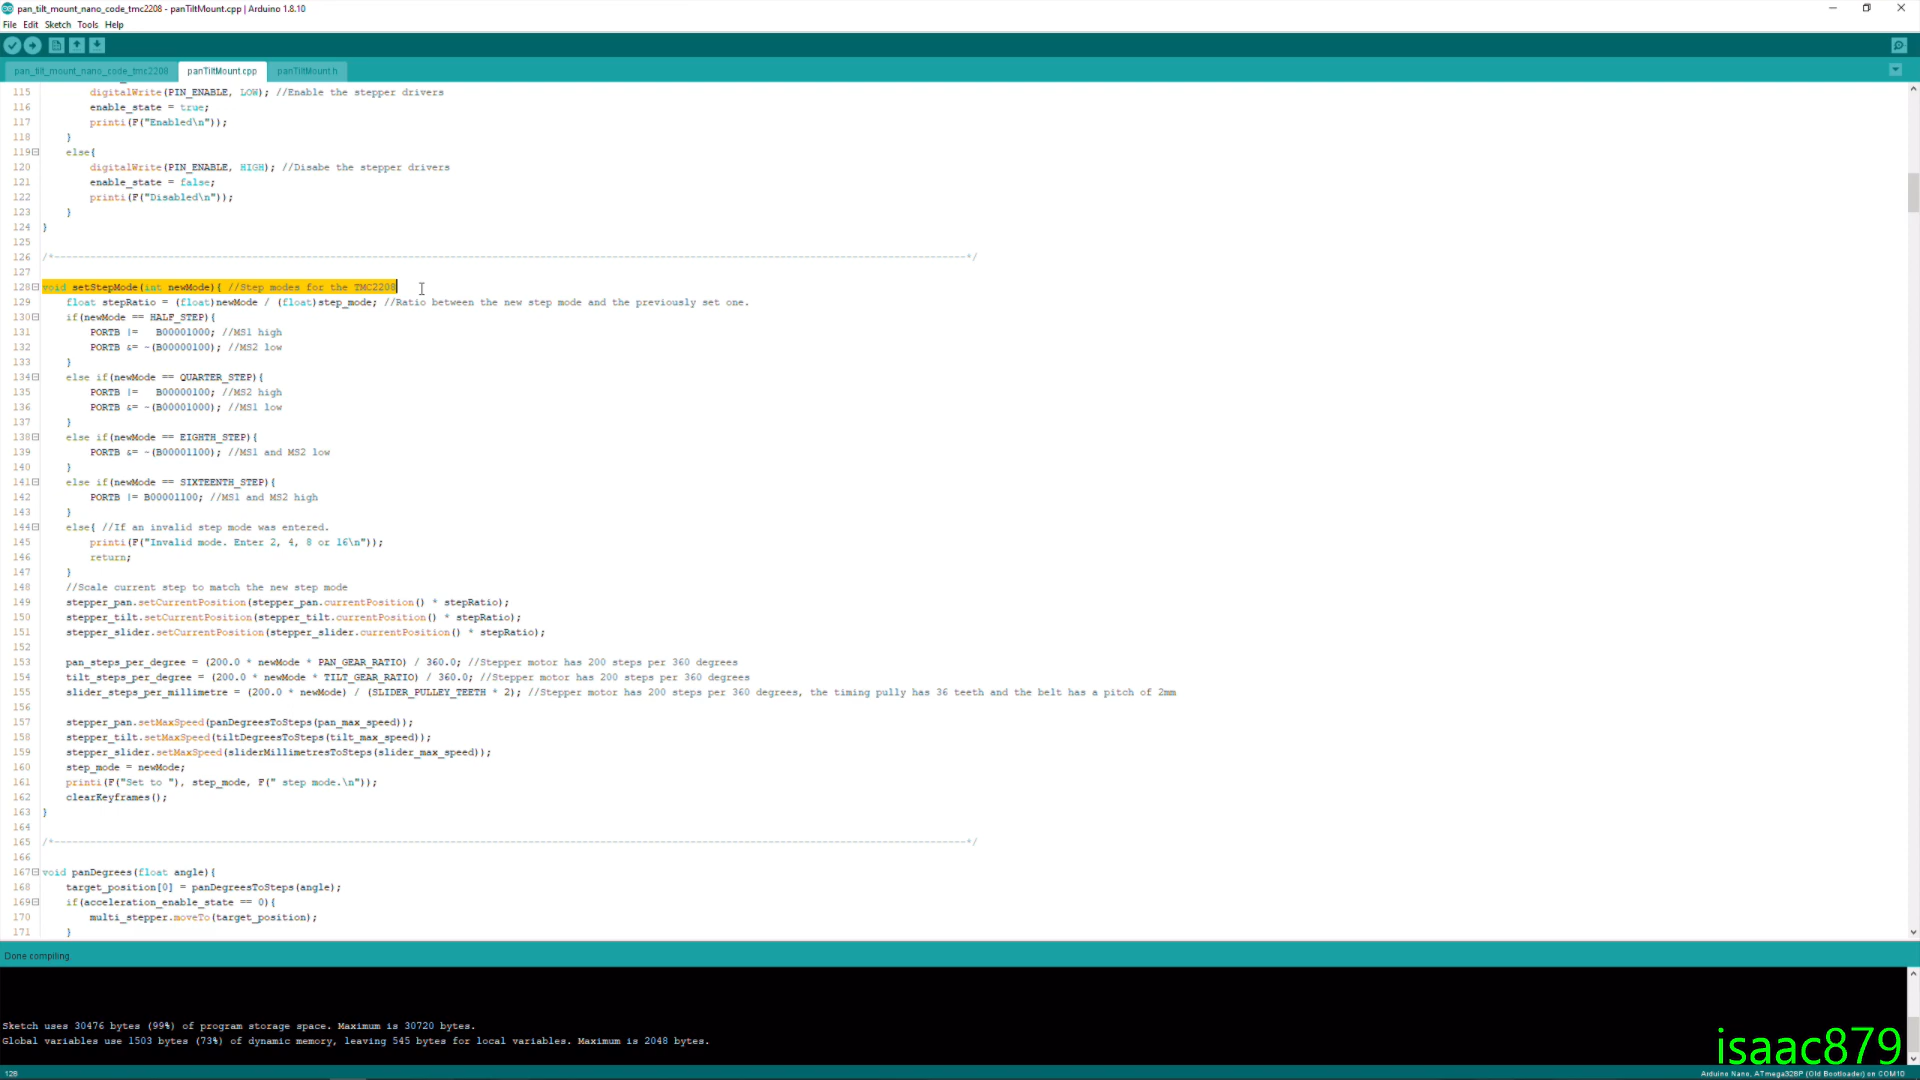 pan_tilt_mount_nano_code_tmc2208 - panTiltMount.cpp | Arduino 1.8.10
File Edit Sketch Tools Help
pan_tilt_mount_nano_code_tmc2208 panTiltMount.cpp panTiltMount.h
115 digitalWrite(PIN_ENABLE, LOW); //Enable the stepper drivers
116 enable_state = true;
117 printi(F("Enabled\n"));
118 }
119 else{
120 digitalWrite(PIN_ENABLE, HIGH); //Disabe the stepper drivers
121 enable_state = false;
122 printi(F("Disabled\n"));
123 }
124 }
125
126 /*--------------------------------------------------------------------------------------------------------------------------------------------------------*/
127
128 void setStepMode(int newMode){ //Step modes for the TMC2208
129 float stepRatio = (float)newMode / (float)step_mode; //Ratio between the new step mode and the previously set one.
130 if(newMode == HALF_STEP){
131 PORTB |=   B00001000; //MS1 high
132 PORTB &= ~(B00000100); //MS2 low
133 }
134 else if(newMode == QUARTER_STEP){
135 PORTB |=   B00000100; //MS2 high
136 PORTB &= ~(B00001000); //MS1 low
137 }
138 else if(newMode == EIGHTH_STEP){
139 PORTB &= ~(B00001100); //MS1 and MS2 low
140 }
141 else if(newMode == SIXTEENTH_STEP){
142 PORTB |= B00001100; //MS1 and MS2 high
143 }
144 else{ //If an invalid step mode was entered.
145 printi(F("Invalid mode. Enter 2, 4, 8 or 16\n"));
146 return;
147 }
148 //Scale current step to match the new step mode
149 stepper_pan.setCurrentPosition(stepper_pan.currentPosition() * stepRatio);
150 stepper_tilt.setCurrentPosition(stepper_tilt.currentPosition() * stepRatio);
151 stepper_slider.setCurrentPosition(stepper_slider.currentPosition() * stepRatio);
152
153 pan_steps_per_degree = (200.0 * newMode * PAN_GEAR_RATIO) / 360.0; //Stepper motor has 200 steps per 360 degrees
154 tilt_steps_per_degree = (200.0 * newMode * TILT_GEAR_RATIO) / 360.0; //Stepper motor has 200 steps per 360 degrees
155 slider_steps_per_millimetre = (200.0 * newMode) / (SLIDER_PULLEY_TEETH * 2); //Stepper motor has 200 steps per 360 degrees, the timing pully has 36 teeth and the belt has a pitch of 2mm
156
157 stepper_pan.setMaxSpeed(panDegreesToSteps(pan_max_speed));
158 stepper_tilt.setMaxSpeed(tiltDegreesToSteps(tilt_max_speed));
159 stepper_slider.setMaxSpeed(sliderMillimetresToSteps(slider_max_speed));
160 step_mode = newMode;
161 printi(F("Set to "), step_mode, F(" step mode.\n"));
162 clearKeyframes();
163 }
164
165 /*--------------------------------------------------------------------------------------------------------------------------------------------------------*/
166
167 void panDegrees(float angle){
168 target_position[0] = panDegreesToSteps(angle);
169 if(acceleration_enable_state == 0){
170 multi_stepper.moveTo(target_position);
171 }
Done compiling
Sketch uses 30476 bytes (99%) of program storage space. Maximum is 30720 bytes.
Global variables use 1503 bytes (73%) of dynamic memory, leaving 545 bytes for local variables. Maximum is 2048 bytes.
isaac879
128 Arduino Nano, ATmega328P (Old Bootloader) on COM10